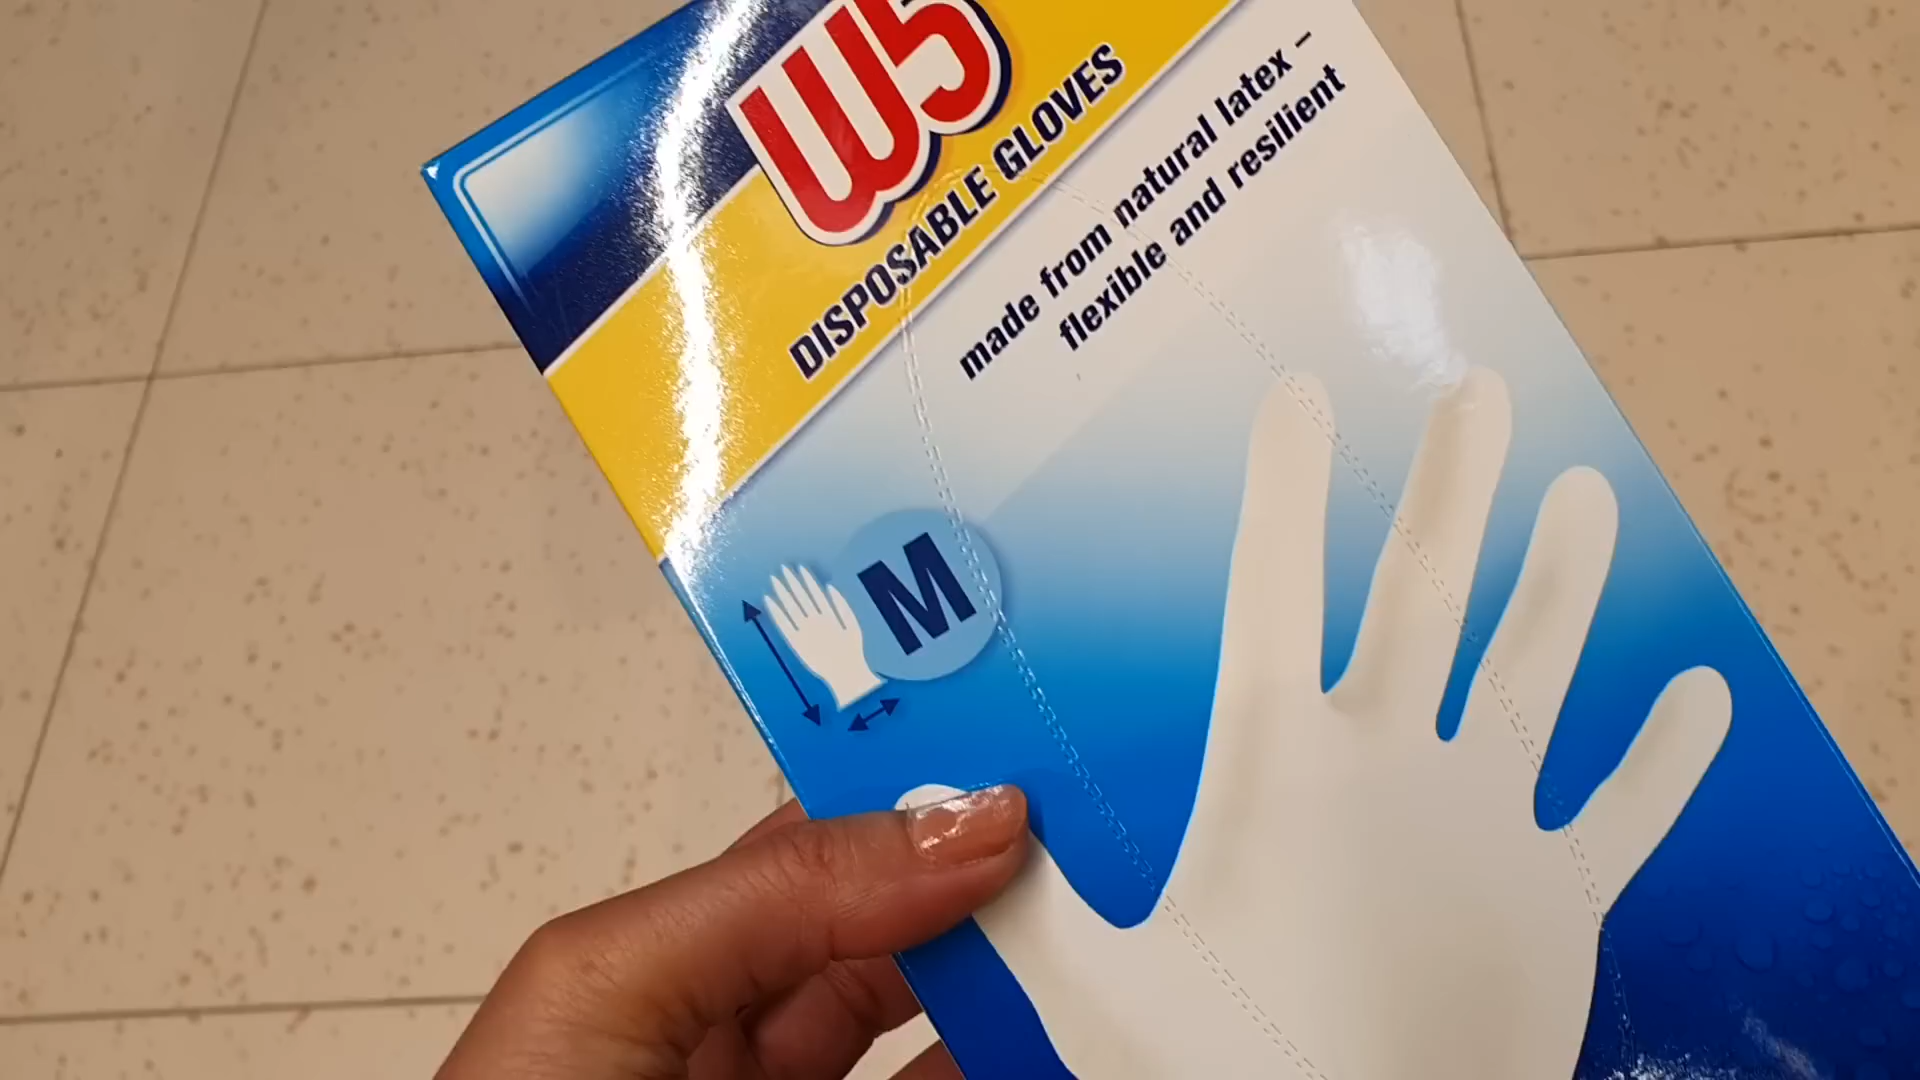 W5
DISPOSABLE GLOVES
made from natural latex –
flexible and resilient
M